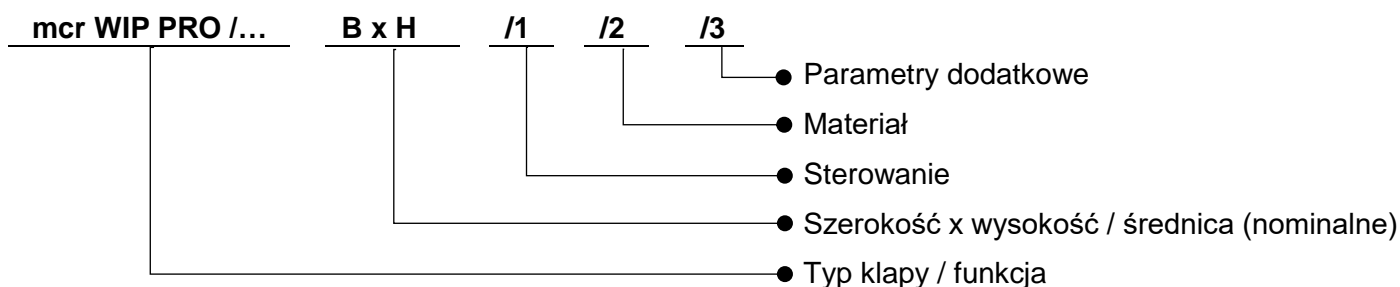 mcr WIP PRO /… B x H /1 /2 /3
Parametry dodatkowe
Materiał
Sterowanie
Szerokość x wysokość / średnica (nominalne)
Typ klapy / funkcja